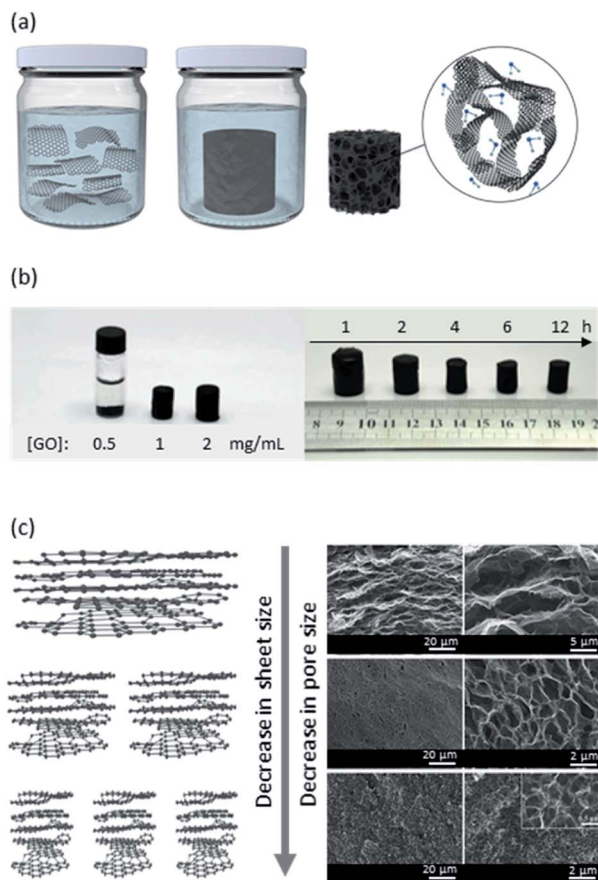 (a)
(b)
[GO]: 0.5 1 2 mg/mL
1 2 4 6 12 h
8 9 10 11 12 13 14 15 16 17 18 19
(c)
Decrease in sheet size
Decrease in pore size
20 μm
5 μm
20 μm
2 μm
20 μm
2 μm